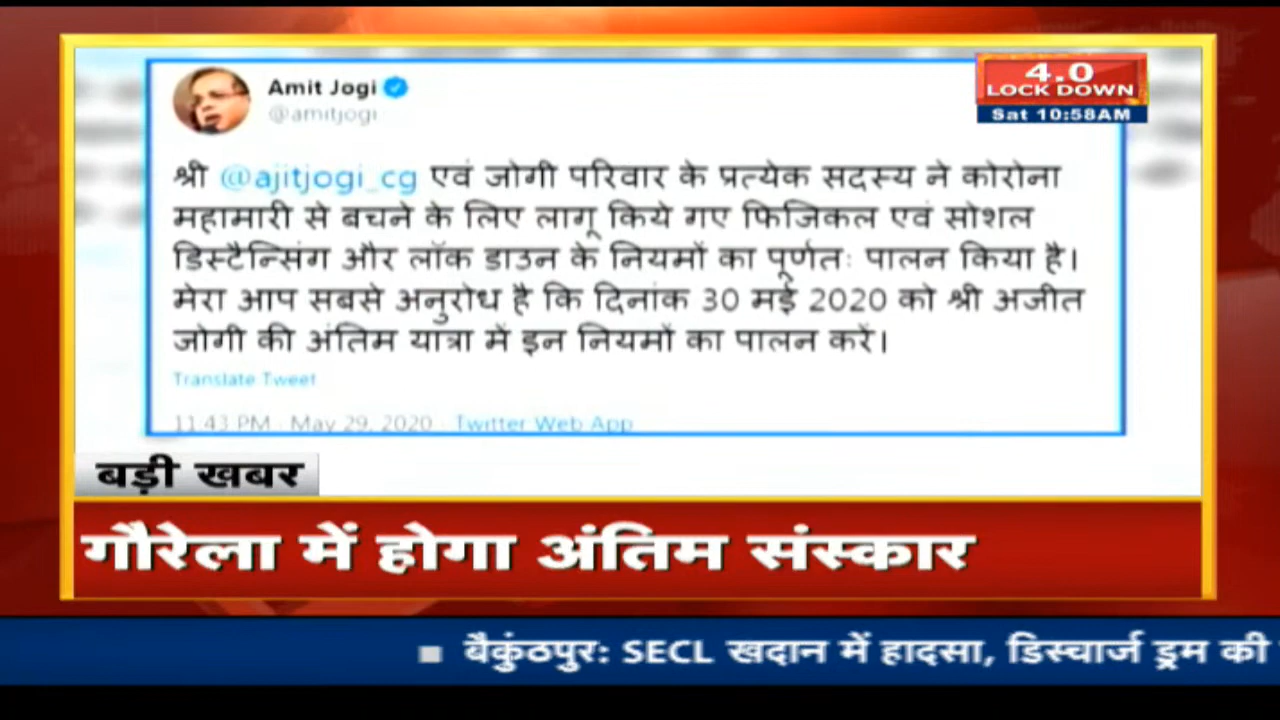 Amit Jogi
@amitjogi
4.0
LOCK DOWN
Sat 10:58AM
श्री @ajitjogi_cg एवं जोगी परिवार के प्रत्येक सदस्य ने कोरोना
महामारी से बचने के लिए लागू किये गए फिजिकल एवं सोशल
डिस्टैन्सिंग और लॉक डाउन के नियमों का पूर्णतः पालन किया है।
मेरा आप सबसे अनुरोध है कि दिनांक 30 मई 2020 को श्री अजीत
जोगी की अंतिम यात्रा में इन नियमों का पालन करें।
Translate Tweet
11:43 PM · May 29, 2020 · Twitter Web App
बड़ी खबर
गौरेला में होगा अंतिम संस्कार
बैकुंठपुर: SECL खदान में हादसा, डिस्चार्ज ड्रम की